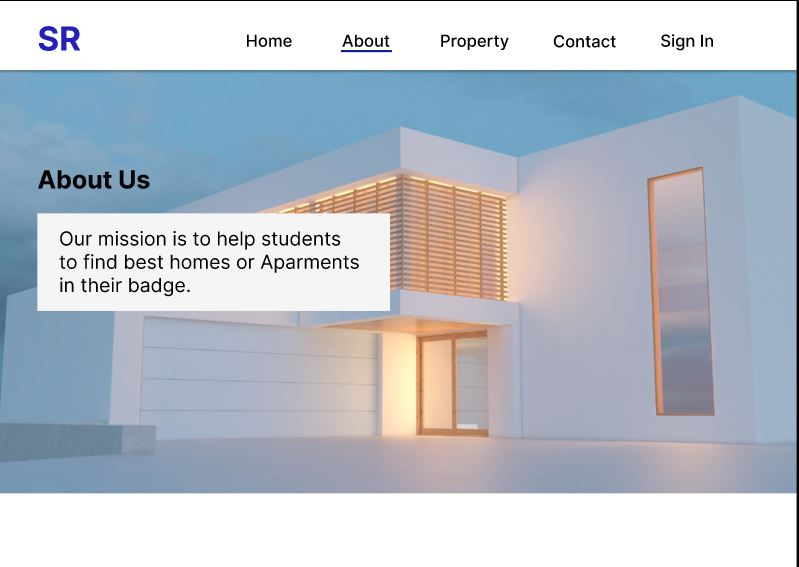 SR
Home About Property Contact Sign In
About Us
Our mission is to help students
to find best homes or Aparments
in their badge.